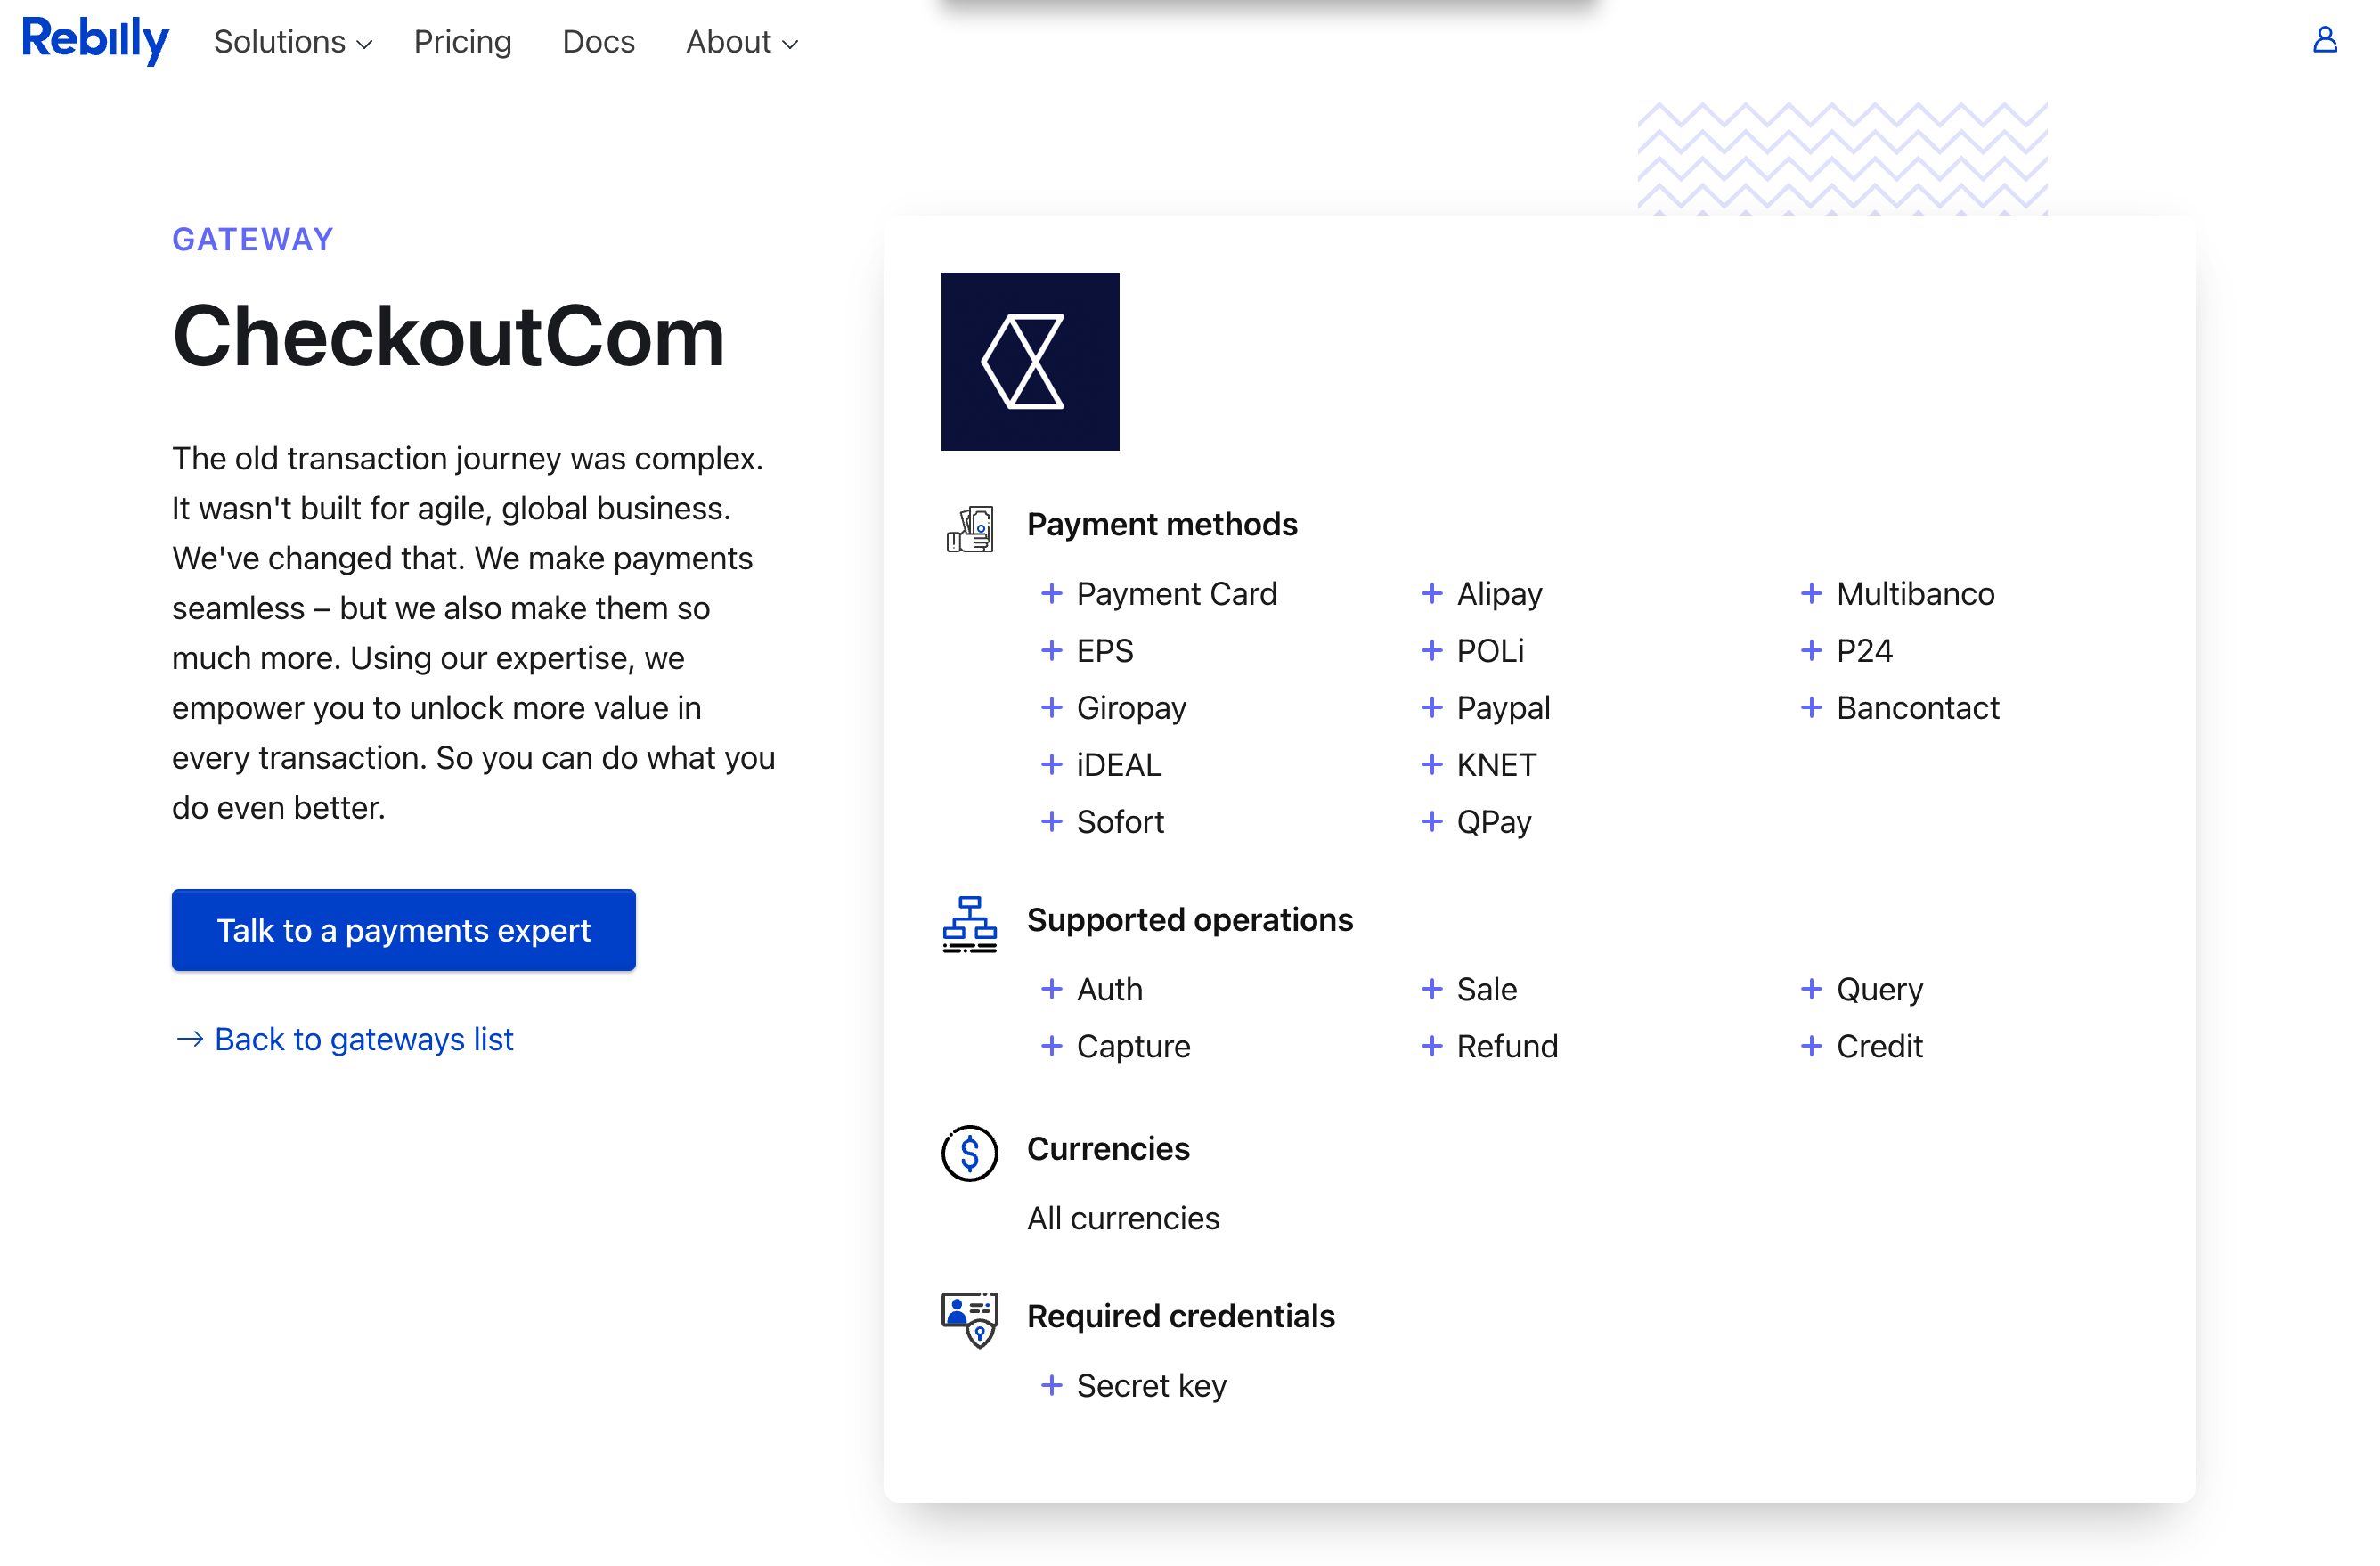 Rebilly Solutions Pricing Docs About
GATEWAY
CheckoutCom
The old transaction journey was complex.
It wasn't built for agile, global business.
We've changed that. We make payments
seamless – but we also make them so
much more. Using our expertise, we
empower you to unlock more value in
every transaction. So you can do what you
do even better.
Talk to a payments expert
Back to gateways list
Payment methods
+ Payment Card + Alipay + Multibanco
+ EPS + POLi + P24
+ Giropay + Paypal + Bancontact
+ iDEAL + KNET
+ Sofort + QPay
Supported operations
+ Auth + Sale + Query
+ Capture + Refund + Credit
Currencies
All currencies
Required credentials
+ Secret key